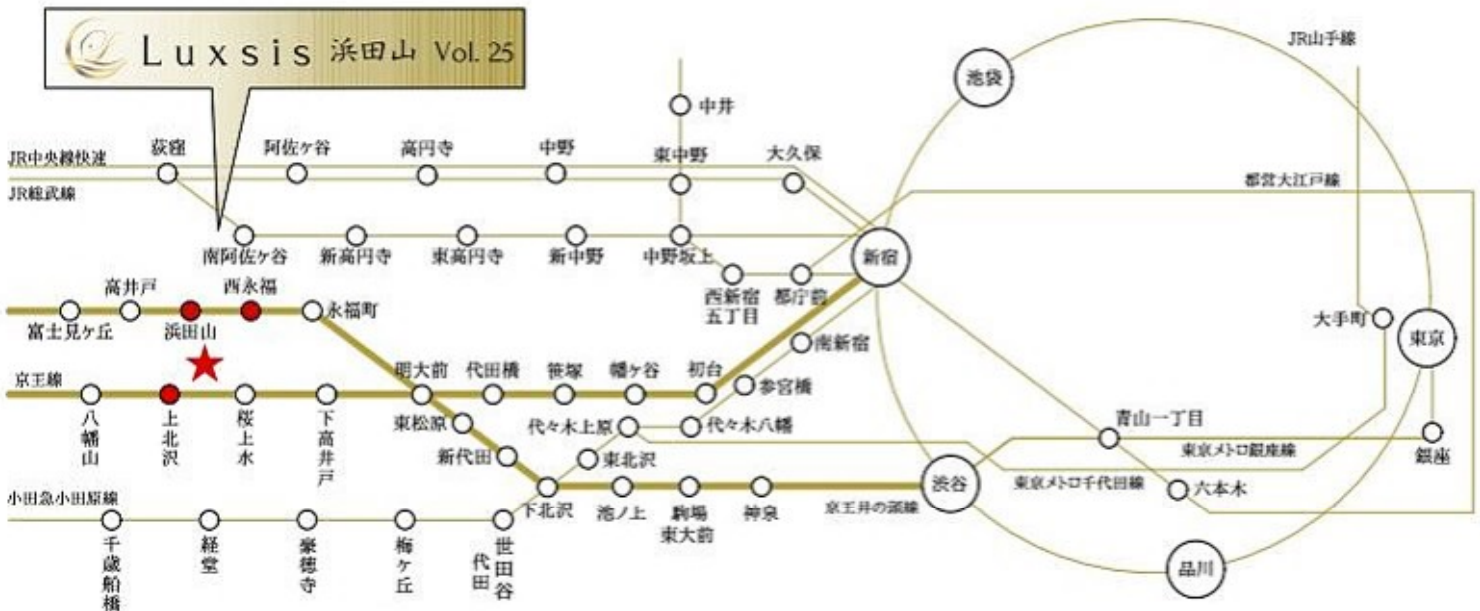 Luxsis 浜田山 Vol. 25
JR山手線
池袋
中井
JR中央線快速
荻窪
阿佐ヶ谷
高円寺
中野
東中野
大久保
JR総武線
都営大江戸線
南阿佐ヶ谷
新高円寺
東高円寺
新中野
中野坂上
新宿
西新宿
五丁目
都庁前
高井戸
西永福
永福町
富士見ヶ丘
浜田山
南新宿
大手町
東京
京王線
明大前
代田橋
笹塚
幡ヶ谷
初台
参宮橋
八幡山
上北沢
桜上水
下高井戸
東松原
代々木上原
代々木八幡
青山一丁目
新代田
東北沢
東京メトロ銀座線
銀座
小田急小田原線
下北沢
池ノ上
駒場
東大前
神泉
京王井の頭線
渋谷
東京メトロ千代田線
六本木
千歳船橋
経堂
豪徳寺
梅ヶ丘
世田谷
代田
品川